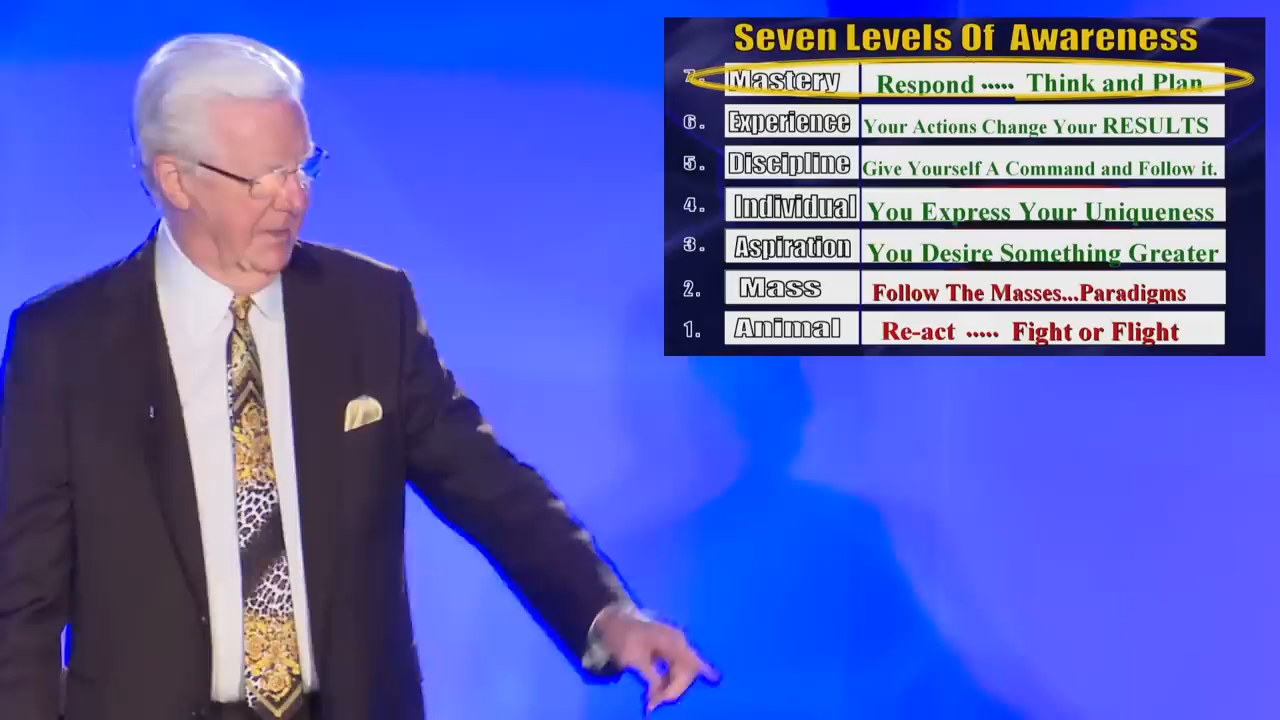 Seven Levels Of Awareness
7. Mastery Respond ..... Think and Plan
6. Experience Your Actions Change Your RESULTS
5. Discipline Give Yourself A Command and Follow it.
4. Individual You Express Your Uniqueness
3. Aspiration You Desire Something Greater
2. Mass Follow The Masses...Paradigms
1. Animal Re-act ..... Fight or Flight